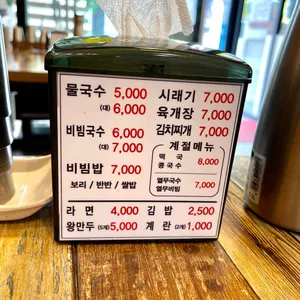 물국수 5,000
(대) 6,000
비빔국수 6,000
(대) 7,000
비빔밥 7,000
보리 / 반반 / 쌀밥
시래기 7,000
육개장 7,000
김치찌개 7,000
계절메뉴
떡국
콩국수 8,000
열무국수
열무비빔 7,000
라면 4,000 김밥 2,500
왕만두 (5개) 5,000 계란 (2개) 1,000